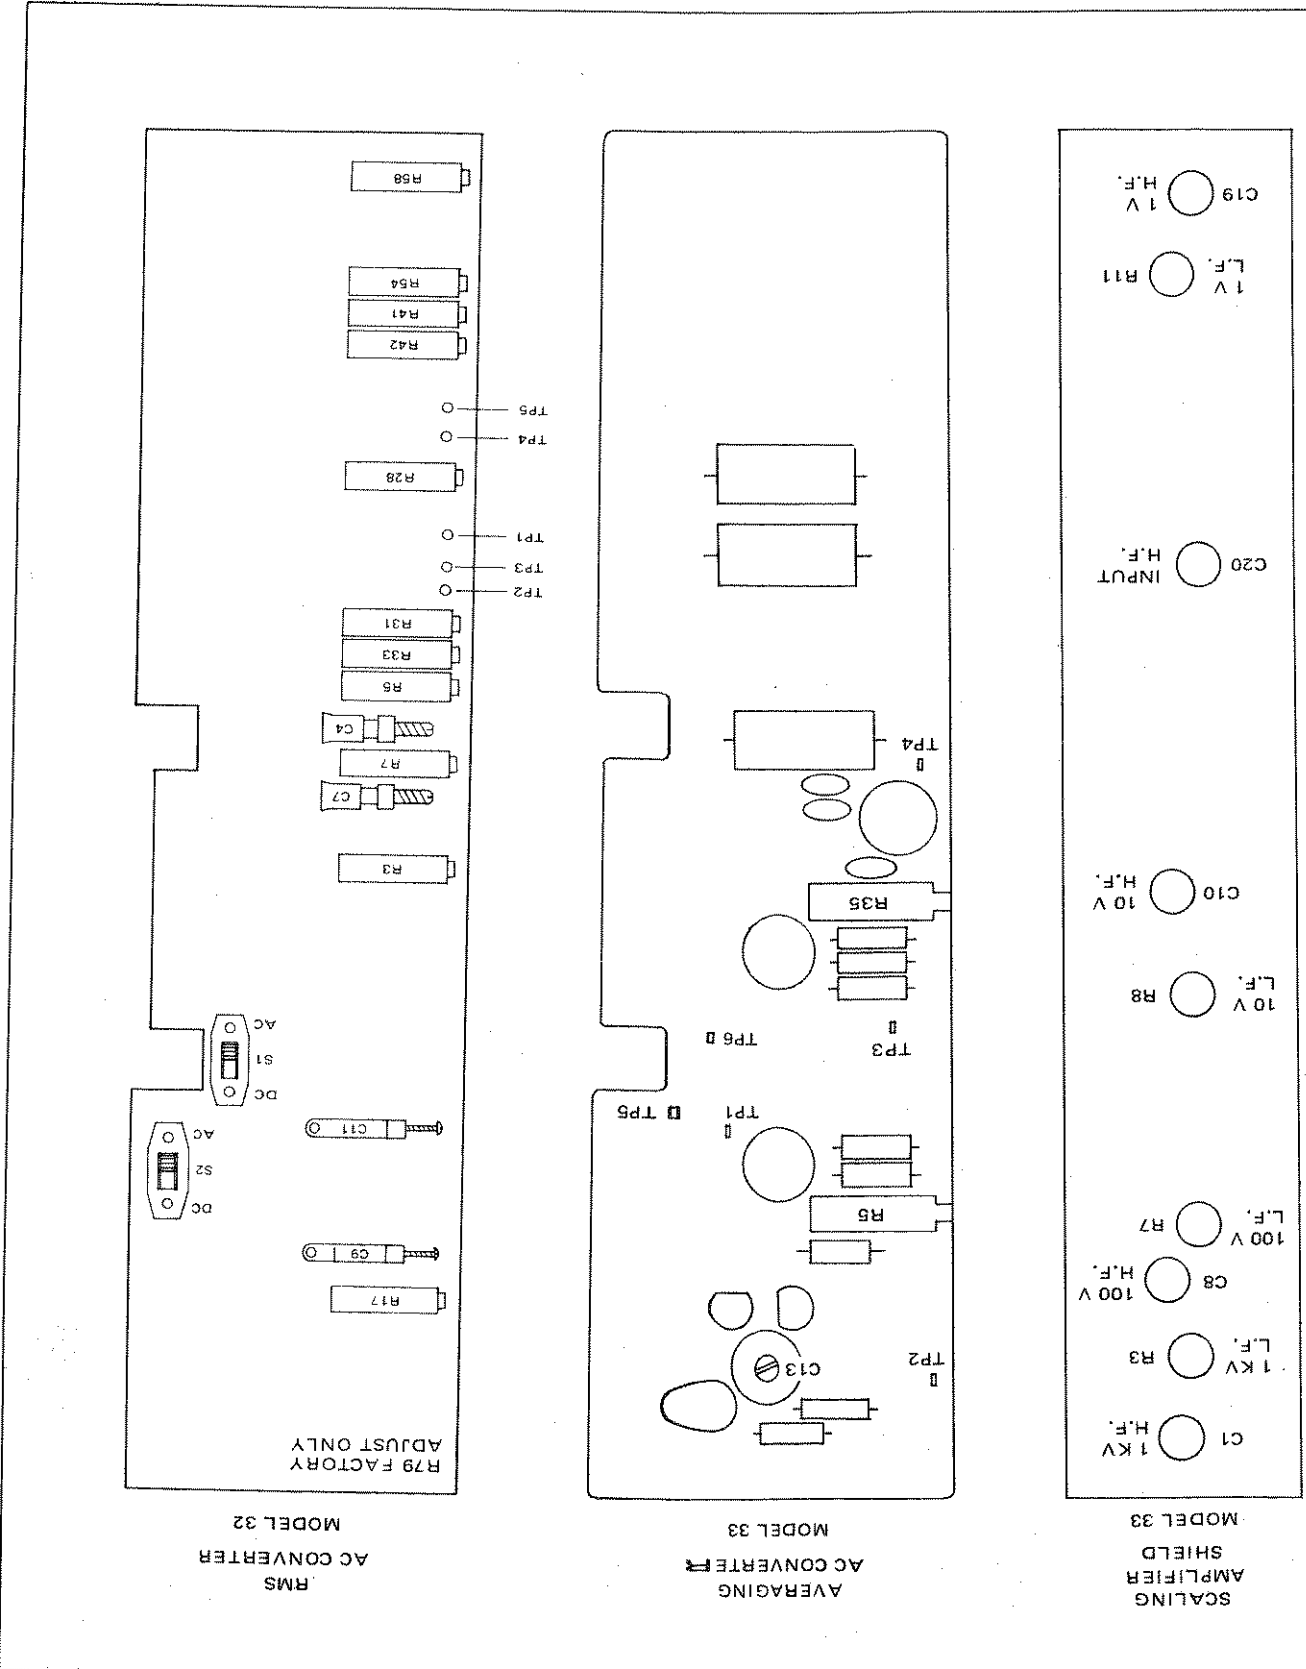 SCALING
AMPLIFIER
SHIELD
MODEL 33
C1
1 KV
H.F.
1 KV
L.F.
R3
C8
100 V
H.F.
100 V
L.F.
R7
10 V
L.F.
R8
C10
10 V
H.F.
C20
INPUT
H.F.
1 V
L.F.
R11
C19
1 V
H.F.
AVERAGING
AC CONVERTER
MODEL 33
C13
TP2
R5
TP1
TP5
TP3
TP6
R35
TP4
RMS
AC CONVERTER
MODEL 32
R79 FACTORY
ADJUST ONLY
R17
C9
DC
S2
AC
C11
DC
S1
AC
R3
C7
R7
C4
R5
R33
R31
TP2
TP3
TP1
R28
TP4
TP5
R42
R41
R54
R58